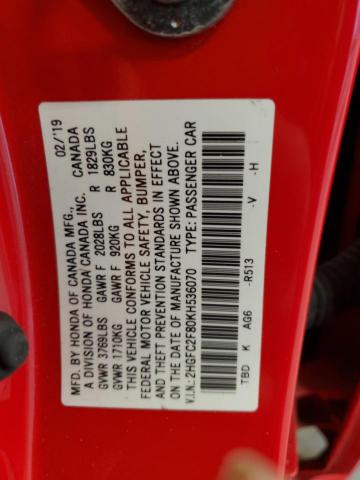 MFD. BY HONDA OF CANADA MFG., 02/'19
A DIVISION OF HONDA CANADA INC. CANADA
GVWR 3769LBS GAWR F 2028LBS R 1829LBS
GVWR 1710KG GAWR F 920KG R 830KG
THIS VEHICLE CONFORMS TO ALL APPLICABLE
FEDERAL MOTOR VEHICLE SAFETY, BUMPER,
AND THEFT PREVENTION STANDARDS IN EFFECT
ON THE DATE OF MANUFACTURE SHOWN ABOVE.
V.I.N.: 2HGFC2F80KH536070 TYPE: PASSENGER CAR
TBD K AG6 -R513 -V -H